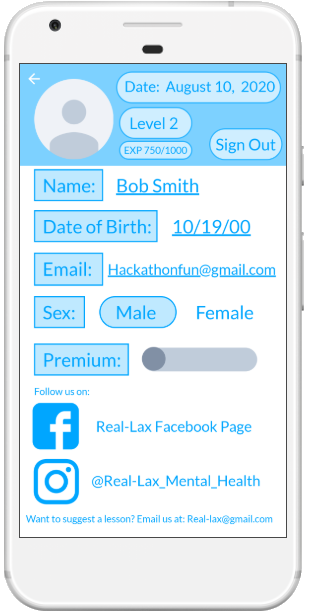 Date: August 10, 2020
Level 2
EXP 750/1000
Sign Out
Name: Bob Smith
Date of Birth: 10/19/00
Email: Hackathonfun@gmail.com
Sex: Male Female
Premium:
Follow us on:
Real-Lax Facebook Page
@Real-Lax_Mental_Health
Want to suggest a lesson? Email us at: Real-lax@gmail.com